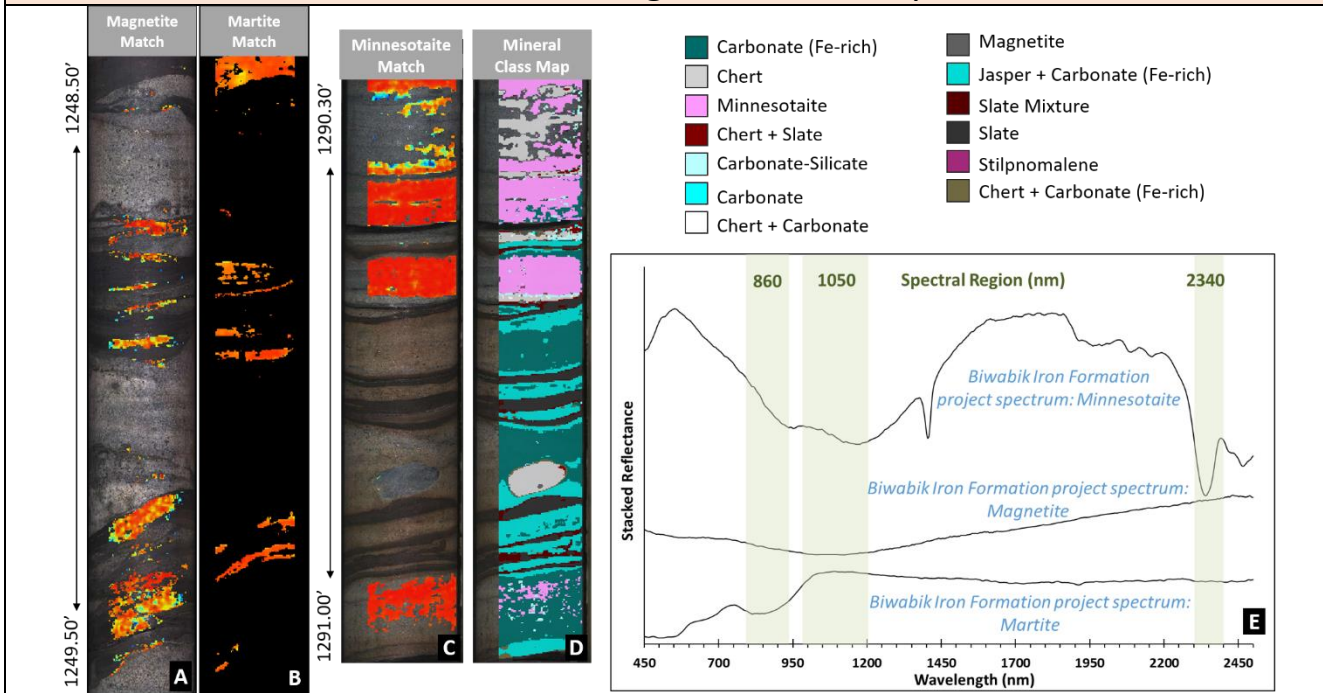 Magnetite
Match
Martite
Match
1248.50’
1249.50’
A
B
Minnesotaite
Match
Mineral
Class Map
1290.30’
1291.00’
C
D
Carbonate (Fe-rich)
Chert
Minnesotaite
Chert + Slate
Carbonate-Silicate
Carbonate
Chert + Carbonate
Magnetite
Jasper + Carbonate (Fe-rich)
Slate Mixture
Slate
Stilpnomalene
Chert + Carbonate (Fe-rich)
860
1050
Spectral Region (nm)
2340
Biwabik Iron Formation
project spectrum: Minnesotaite
Biwabik Iron Formation project spectrum:
Magnetite
Biwabik Iron Formation project spectrum:
Martite
E
Stacked Reflectance
450 700 950 1200 1450 1700 1950 2200 2450
Wavelength (nm)